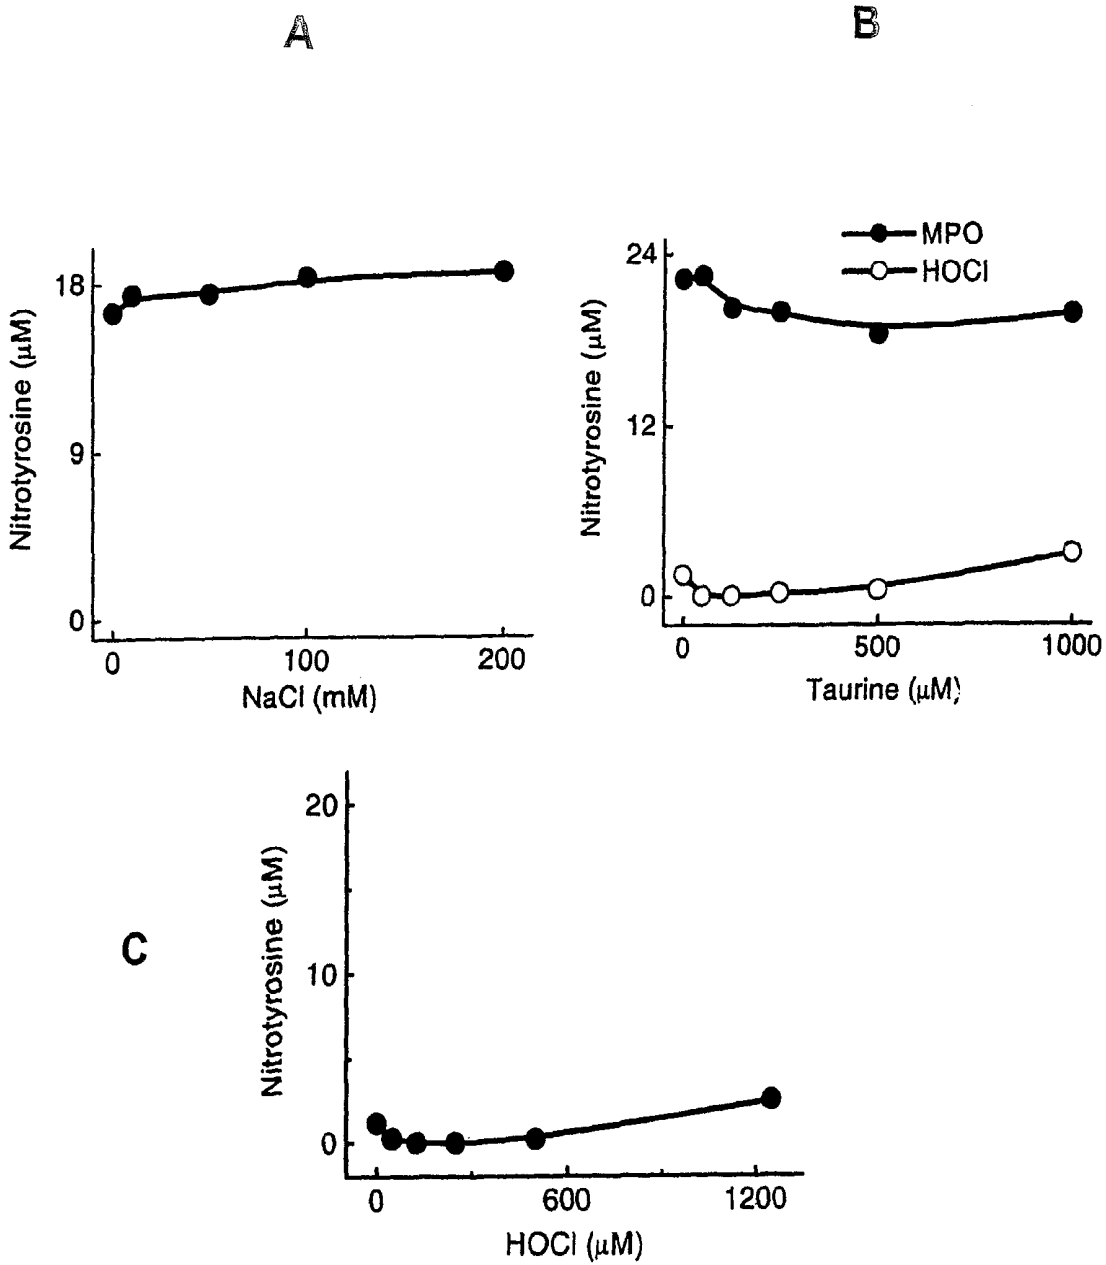 A
B
MPO
HOCl
Nitrotyrosine (μM)
18
9
0
0 100 200
NaCl (mM)
Nitrotyrosine (μM)
24
12
0
0 500 1000
Taurine (μM)
C
Nitrotyrosine (μM)
20
10
0
0 600 1200
HOCl (μM)